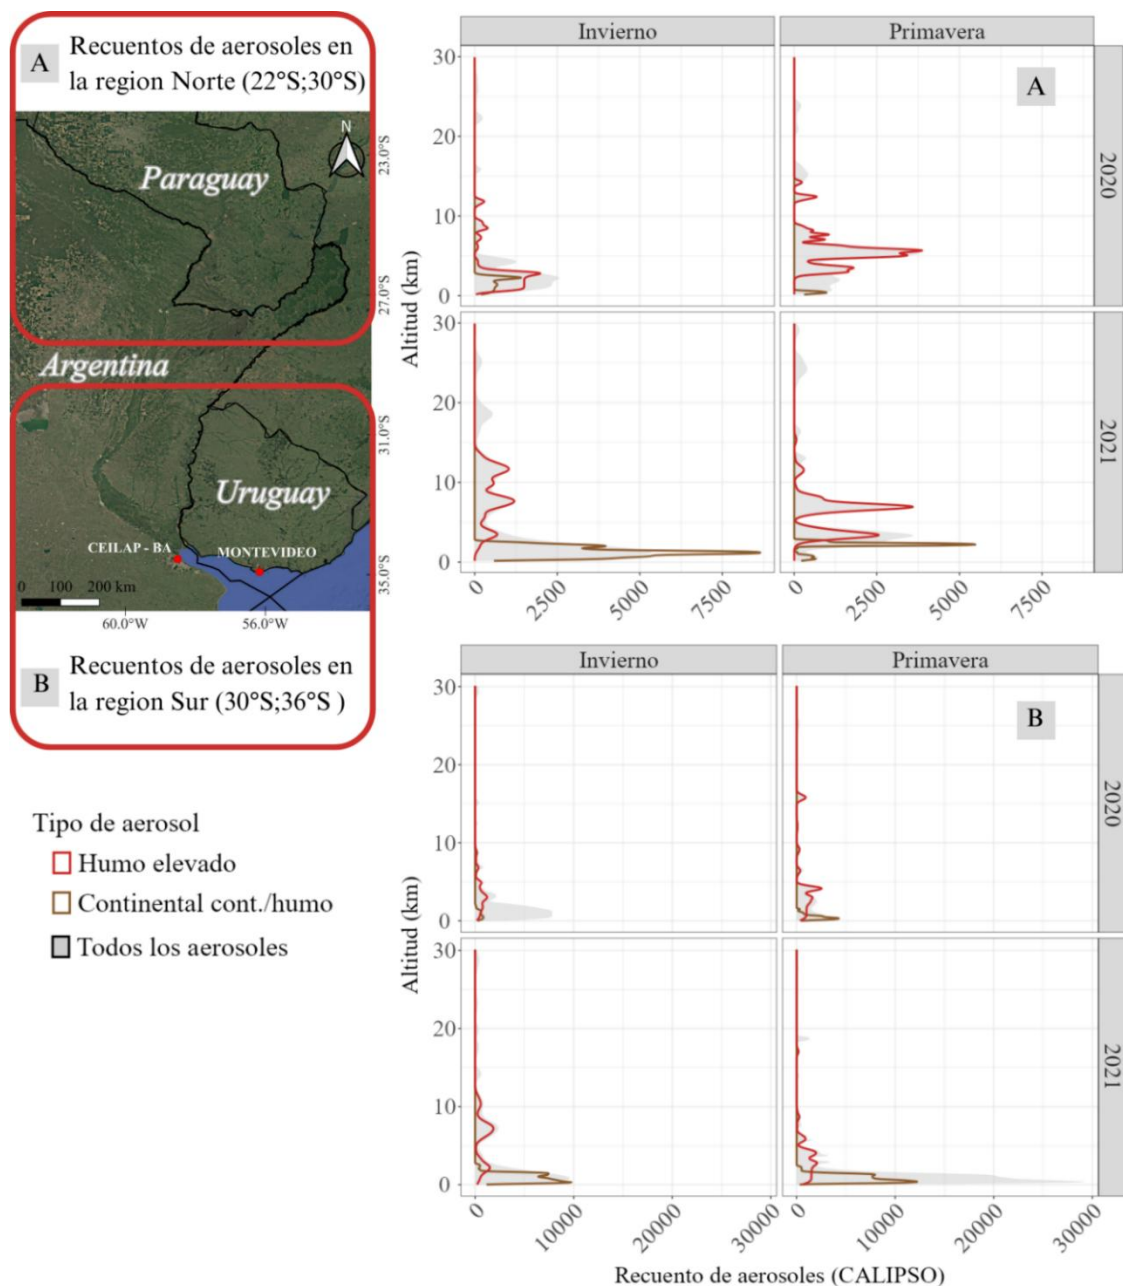 A
Recuentos de aerosoles en
la region Norte (22°S;30°S)
N
Paraguay
Argentina
Uruguay
CEILAP - BA
MONTEVIDEO
0 100 200 km
23.0°S
27.0°S
31.0°S
35.0°S
60.0°W 56.0°W
B
Recuentos de aerosoles en
la region Sur (30°S;36°S )
Tipo de aerosol
Humo elevado
Continental cont./humo
Todos los aerosoles
Invierno Primavera
A
30
20
10
0
2020
Altitud (km)
30
20
10
0
2021
0 2500 5000 7500 0 2500 5000 7500
Invierno Primavera
B
30
20
10
0
2020
Altitud (km)
30
20
10
0
2021
0 10000 20000 30000 0 10000 20000 30000
Recuento de aerosoles (CALIPSO)